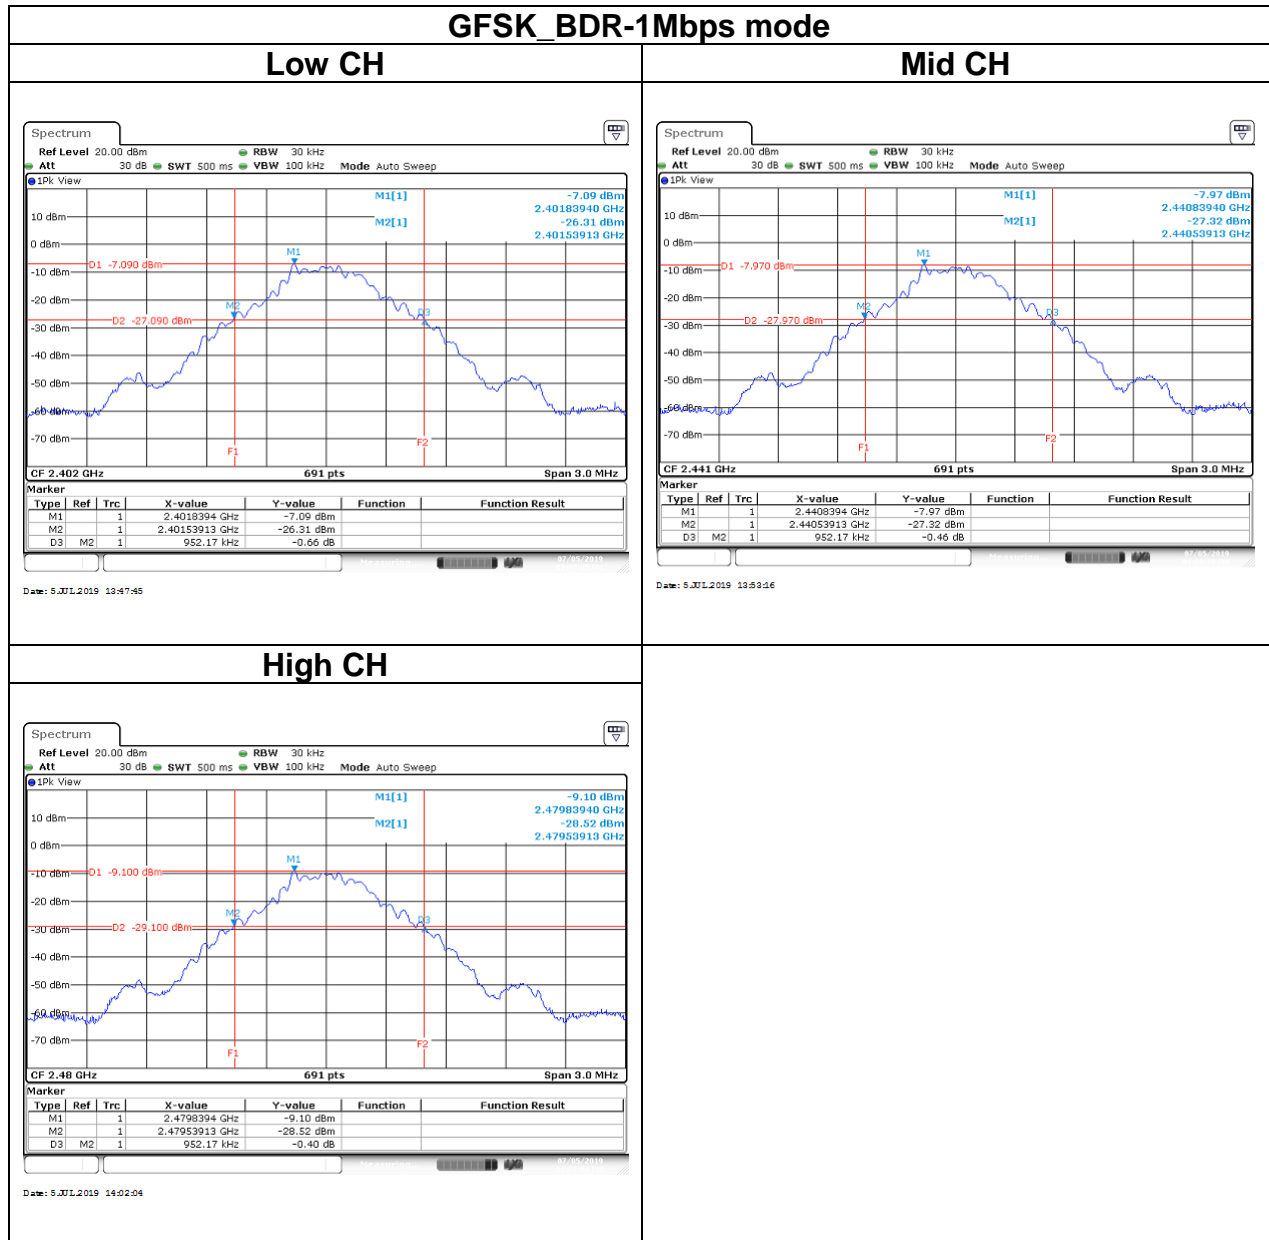 GFSK_BDR-1Mbps mode
Low CH
Mid CH
Spectrum
Ref Level 20.00 dBm RBW 30 kHz
Att 30 dB SWT 500 ms VBW 100 kHz Mode Auto Sweep
1Pk View
M1[1] -7.09 dBm
2.40183940 GHz
M2[1] -26.31 dBm
2.40153913 GHz
10 dBm
0 dBm
M1
D1 -7.090 dBm
-10 dBm
-20 dBm
M2
D3
D2 -27.090 dBm
-30 dBm
-40 dBm
-50 dBm
-60 dBm
-70 dBm
F1
F2
CF 2.402 GHz 691 pts Span 3.0 MHz
Marker
Type Ref Trc X-value Y-value Function Function Result
M1 1 2.4018394 GHz -7.09 dBm
M2 1 2.40153913 GHz -26.31 dBm
D3 M2 1 952.17 kHz -0.66 dB
07/05/2019
Date: 5.JUL.2019 13:47:45
Spectrum
Ref Level 20.00 dBm RBW 30 kHz
Att 30 dB SWT 500 ms VBW 100 kHz Mode Auto Sweep
1Pk View
M1[1] -7.97 dBm
2.44083940 GHz
M2[1] -27.32 dBm
2.44053913 GHz
10 dBm
0 dBm
M1
D1 -7.970 dBm
-10 dBm
-20 dBm
M2
D3
D2 -27.970 dBm
-30 dBm
-40 dBm
-50 dBm
-60 dBm
-70 dBm
F1
F2
CF 2.441 GHz 691 pts Span 3.0 MHz
Marker
Type Ref Trc X-value Y-value Function Function Result
M1 1 2.4408394 GHz -7.97 dBm
M2 1 2.44053913 GHz -27.32 dBm
D3 M2 1 952.17 kHz -0.46 dB
07/05/2019
Date: 5.JUL.2019 13:53:16
High CH
Spectrum
Ref Level 20.00 dBm RBW 30 kHz
Att 30 dB SWT 500 ms VBW 100 kHz Mode Auto Sweep
1Pk View
M1[1] -9.10 dBm
2.47983940 GHz
M2[1] -28.52 dBm
2.47953913 GHz
10 dBm
0 dBm
M1
D1 -9.100 dBm
-10 dBm
-20 dBm
M2
D3
D2 -29.100 dBm
-30 dBm
-40 dBm
-50 dBm
-60 dBm
-70 dBm
F1
F2
CF 2.48 GHz 691 pts Span 3.0 MHz
Marker
Type Ref Trc X-value Y-value Function Function Result
M1 1 2.4798394 GHz -9.10 dBm
M2 1 2.47953913 GHz -28.52 dBm
D3 M2 1 952.17 kHz -0.40 dB
07/05/2019
Date: 5.JUL.2019 14:02:04